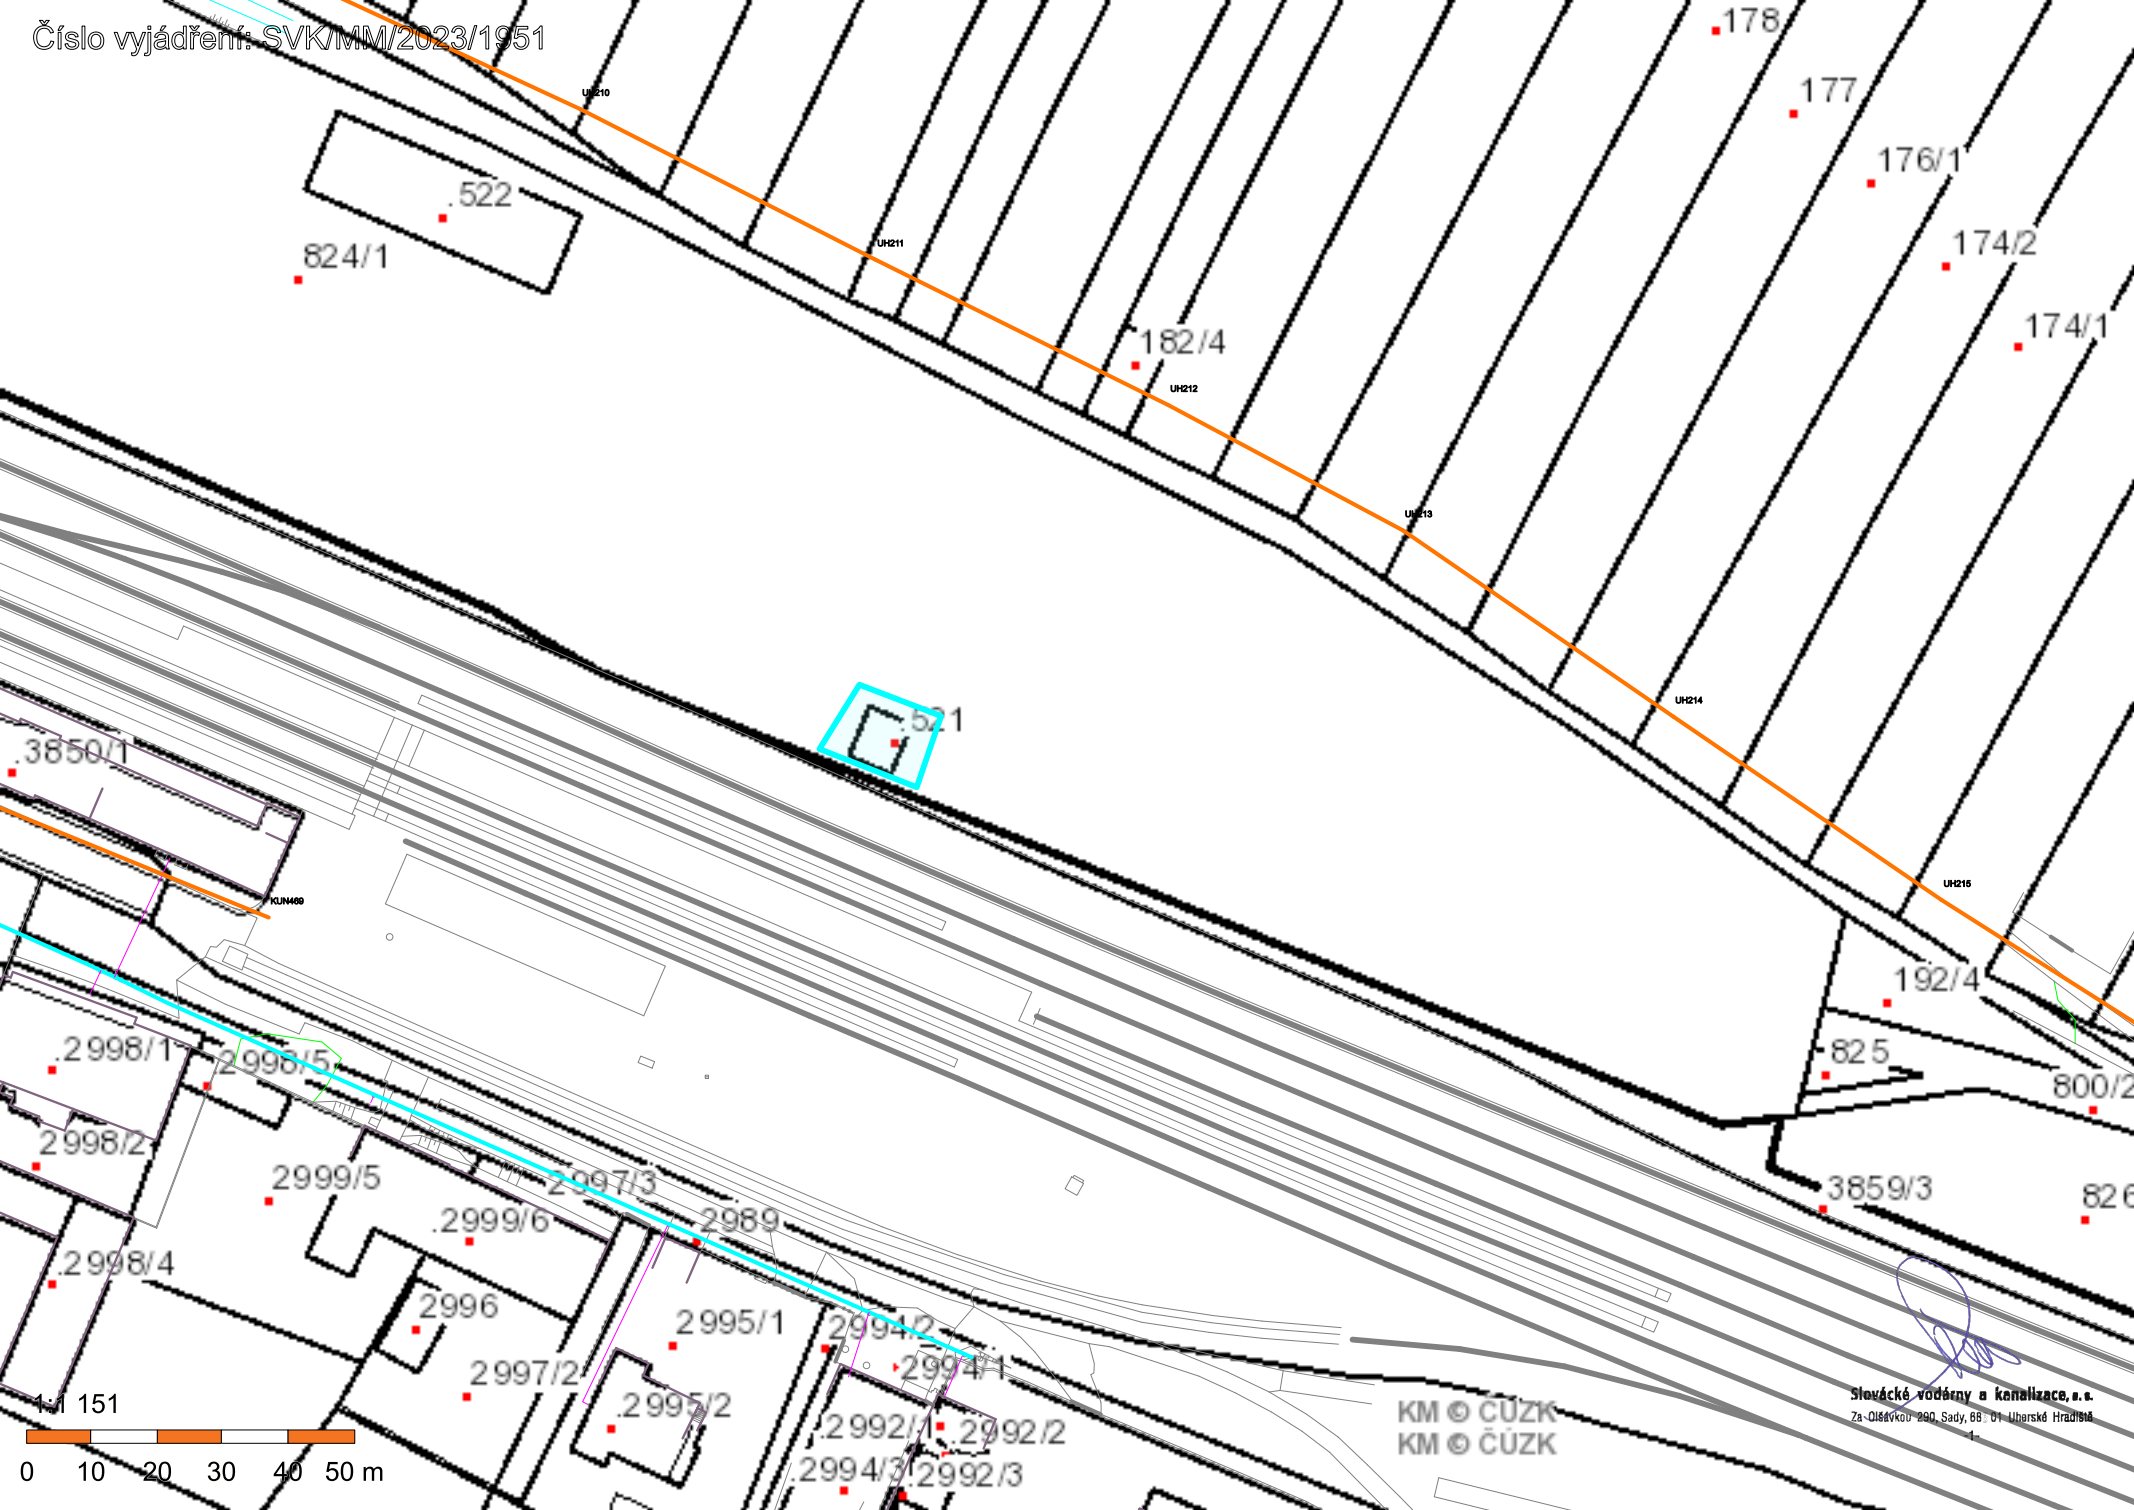 Číslo vyjádření: SVK/MM/2023/1951
178
177
176/1
174/2
174/1
UH210
.522
824/1
UH211
182/4
UH212
UH213
UH214
.521
.3850/1
UH215
KUN469
192/4
825
800/2
.2998/1
2998/5
2998/2
2999/5
2997/3
3859/3
826
.2999/6
2989
.2998/4
2996
2995/1
2994/2
2994/1
2997/2
.2995/2
1:1 151
.2992/1
.2992/2
.2994/3
.2992/3
0 10 20 30 40 50 m
KM © ČÚZK
KM © ČÚZK
Slovácké vodárny a kanalizace, a. s.
Za Olšávkou 290, Sady, 686 01 Uherské Hradiště
-1-